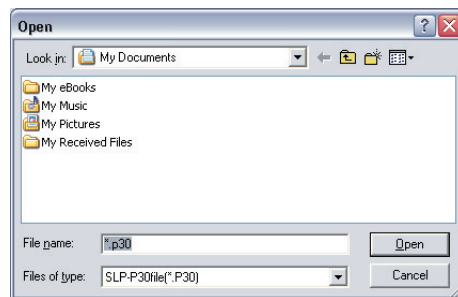 Open
Look in: My Documents
My eBooks
My Music
My Pictures
My Received Files
File name: *.p30 Open
Files of type: SLP-P30file(*.P30) Cancel